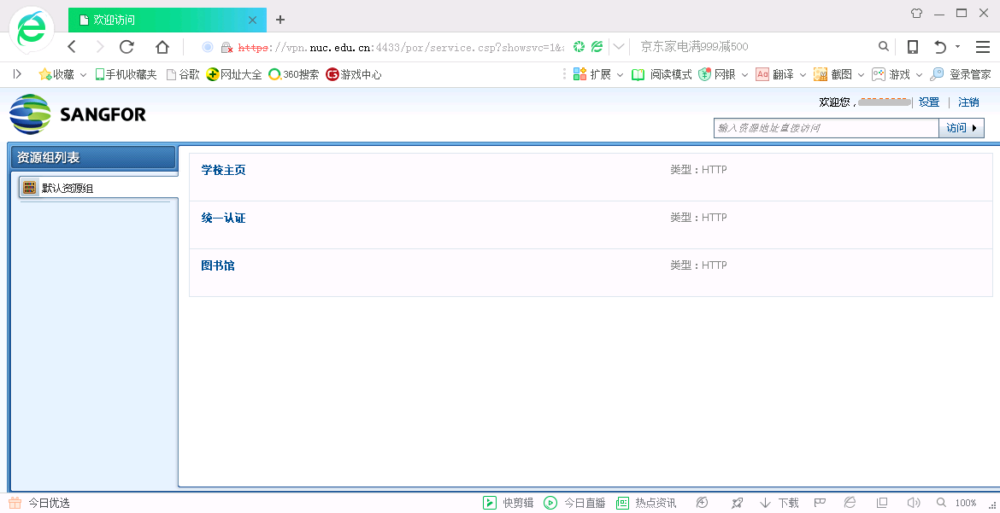 欢迎访问
https://vpn.nuc.edu.cn:4433/por/service.csp?showsvc=1& 京东家电满999减500
收藏 手机收藏夹 谷歌 网址大全 360搜索 G 游戏中心 扩展 阅读模式 ¥ 网银 Aa 翻译 截图 游戏 登录管家
SANGFOR
欢迎您, 设置 | 注销
输入资源地址直接访问 访问
资源组列表
默认资源组
学校主页 类型：HTTP
统一认证 类型：HTTP
图书馆 类型：HTTP
今日优选 快剪辑 今日直播 热点资讯 下载 100%